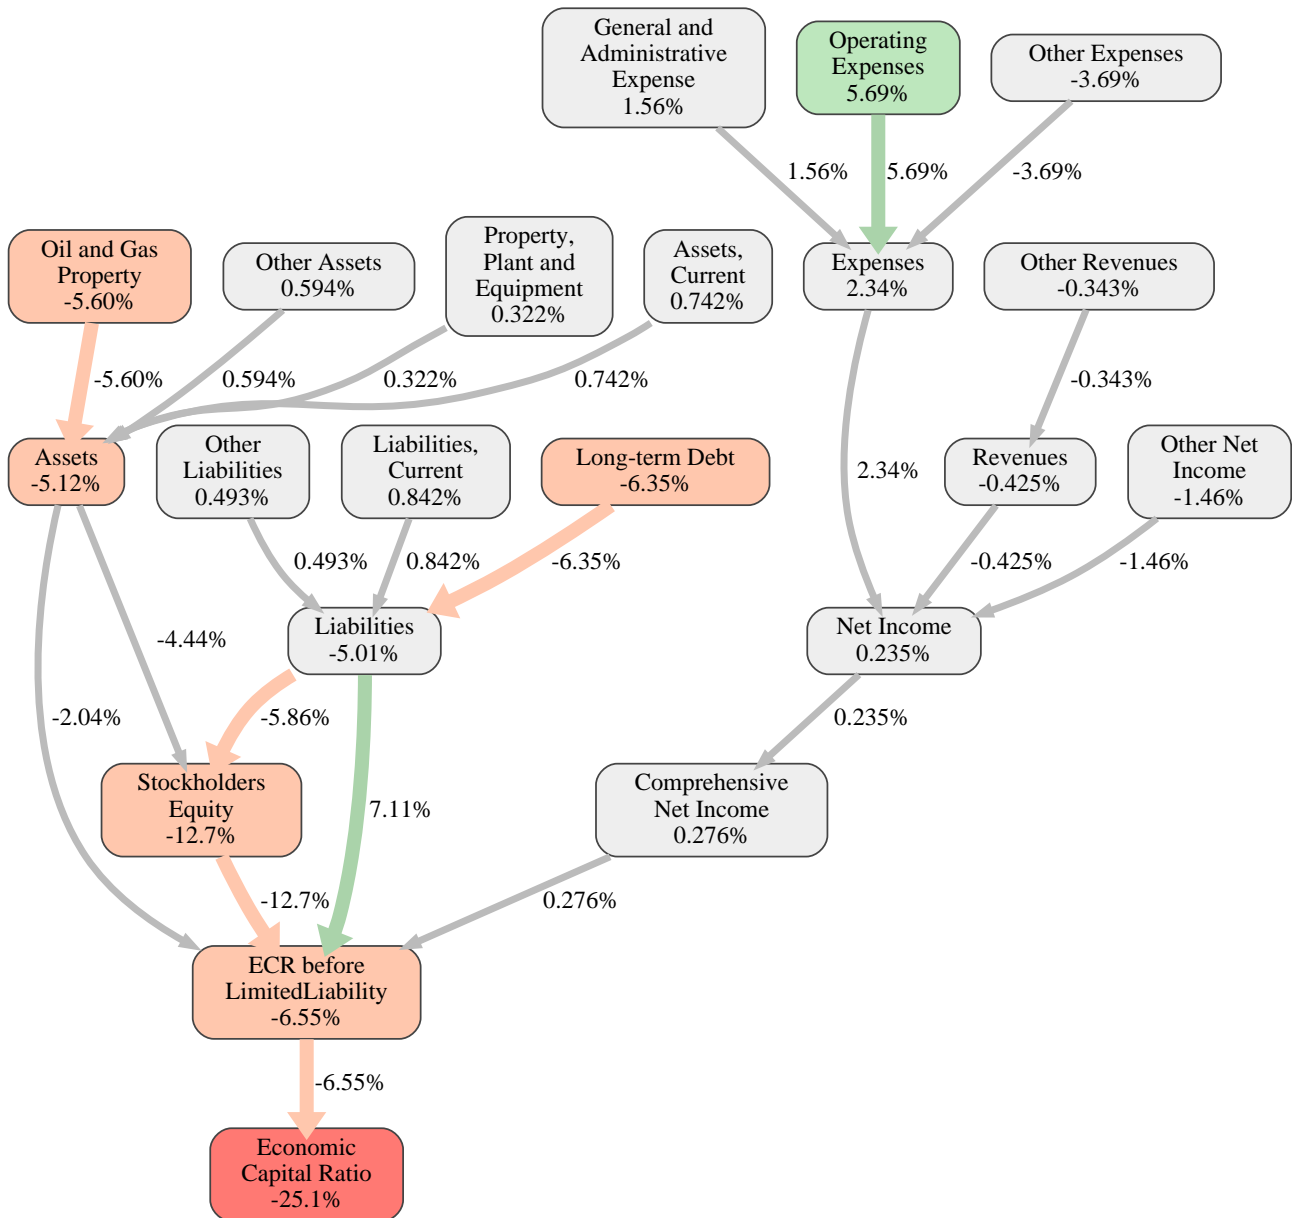 General and
Administrative
Expense
1.56%
Operating
Expenses
5.69%
Other Expenses
-3.69%
1.56%
5.69%
-3.69%
Oil and Gas
Property
-5.60%
Other Assets
0.594%
Property,
Plant and
Equipment
0.322%
Assets,
Current
0.742%
Expenses
2.34%
Other Revenues
-0.343%
-5.60%
0.594%
0.322%
0.742%
-0.343%
Assets
-5.12%
Other
Liabilities
0.493%
Liabilities,
Current
0.842%
Long-term Debt
-6.35%
2.34%
Revenues
-0.425%
Other Net
Income
-1.46%
0.493%
0.842%
-6.35%
-0.425%
-1.46%
-4.44%
Liabilities
-5.01%
Net Income
0.235%
-2.04%
-5.86%
0.235%
Stockholders
Equity
-12.7%
7.11%
Comprehensive
Net Income
0.276%
-12.7%
0.276%
ECR before
LimitedLiability
-6.55%
-6.55%
Economic
Capital Ratio
-25.1%